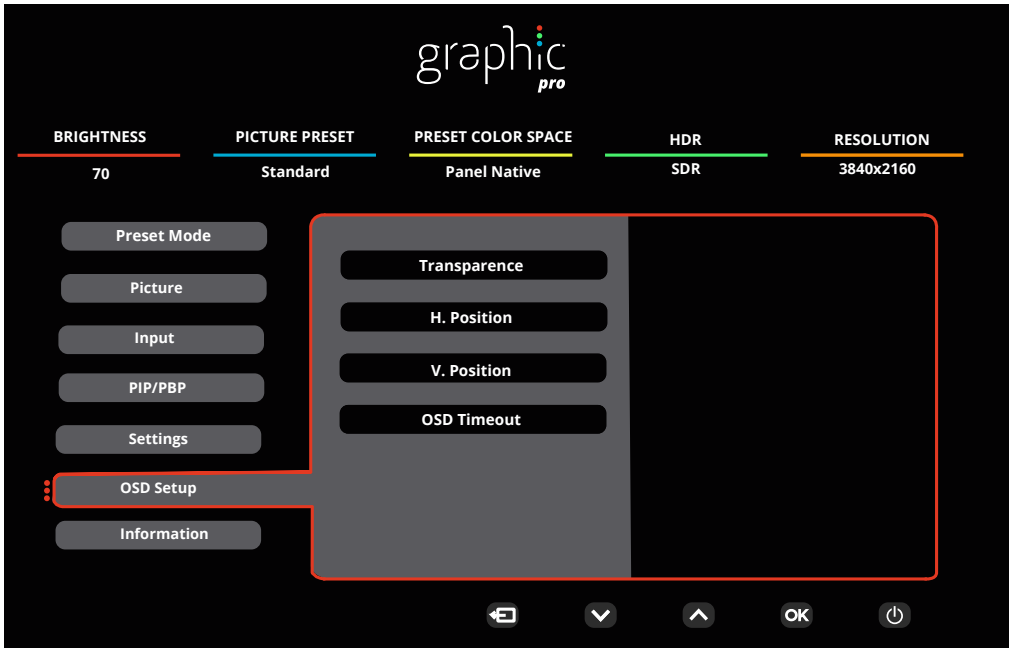 graphic
pro
BRIGHTNESS PICTURE PRESET PRESET COLOR SPACE HDR RESOLUTION
70 Standard Panel Native SDR 3840x2160
Preset Mode
Picture
Input
PIP/PBP
Settings
OSD Setup
Information
Transparence
H. Position
V. Position
OSD Timeout
OK